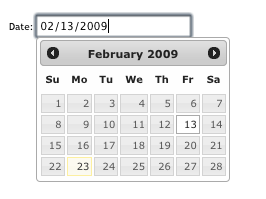 Date: 02/13/2009
February 2009
Su Mo Tu We Th Fr Sa
1 2 3 4 5 6 7
8 9 10 11 12 13 14
15 16 17 18 19 20 21
22 23 24 25 26 27 28